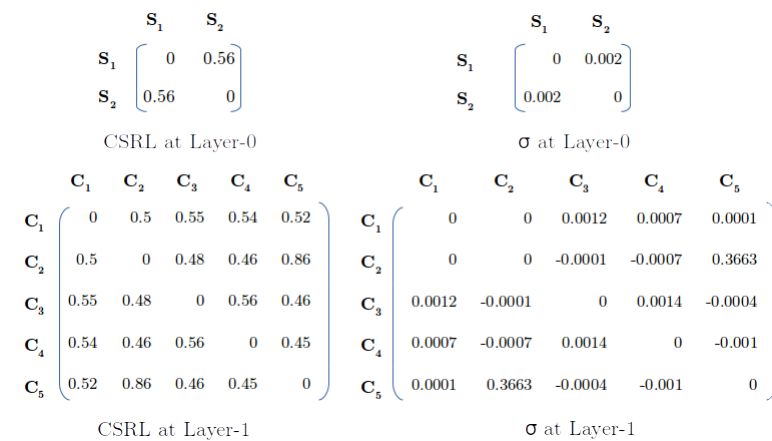 S₁ S₂ S₁ S₂
S₁ 0 0.56 S₁ 0 0.002
S₂ 0.56 0 S₂ 0.002 0
CSRL at Layer-0 σ at Layer-0
C₁ C₂ C₃ C₄ C₅ C₁ C₂ C₃ C₄ C₅
C₁ 0 0.5 0.55 0.54 0.52 C₁ 0 0 0.0012 0.0007 0.0001
C₂ 0.5 0 0.48 0.46 0.86 C₂ 0 0 -0.0001 -0.0007 0.3663
C₃ 0.55 0.48 0 0.56 0.46 C₃ 0.0012 -0.0001 0 0.0014 -0.0004
C₄ 0.54 0.46 0.56 0 0.45 C₄ 0.0007 -0.0007 0.0014 0 -0.001
C₅ 0.52 0.86 0.46 0.45 0 C₅ 0.0001 0.3663 -0.0004 -0.001 0
CSRL at Layer-1 σ at Layer-1